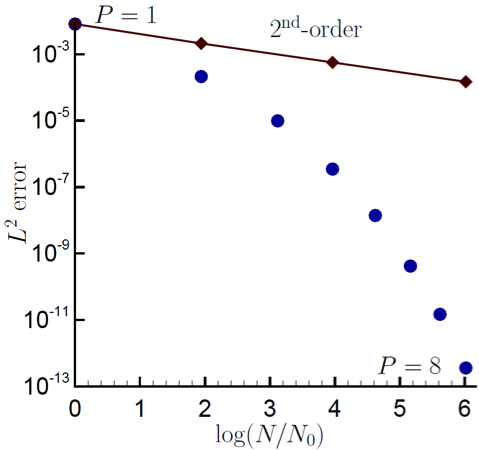 P = 1
2nd-order
10-3
10-5
10-7
10-9
10-11
10-13
L2 error
P = 8
0 1 2 3 4 5 6
log(N/N0)